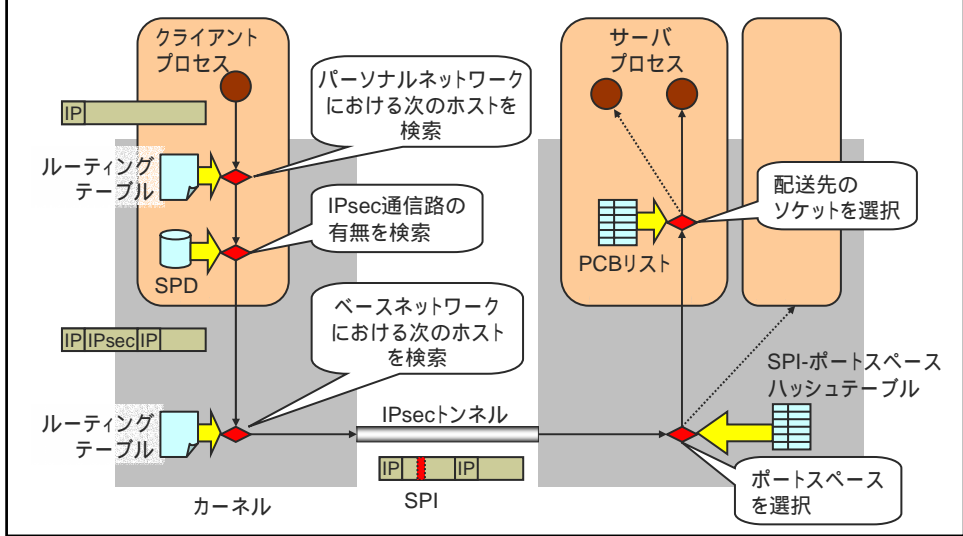 クライアント
プロセス
パーソナルネットワーク
における次のホストを
検索
IP
ルーティング
テーブル
IPsec通信路の
有無を検索
SPD
ベースネットワーク
における次のホスト
を検索
IP IPsec IP
ルーティング
テーブル
カーネル
IPsecトンネル
IP IP
SPI
サーバ
プロセス
配送先の
ソケットを選択
PCBリスト
SPI-ポートスペース
ハッシュテーブル
ポートスペース
を選択